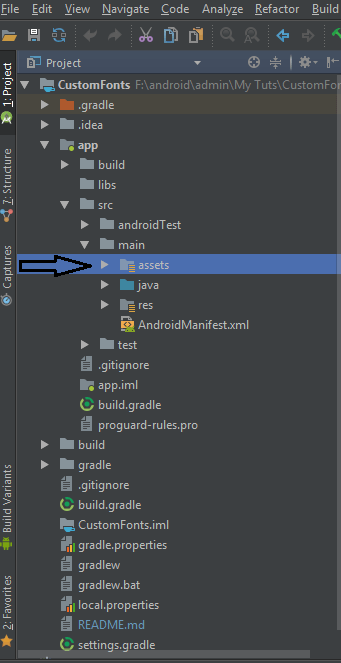 File Edit View Navigate Code Analyze Refactor Build
Project
CustomFonts F:\android\admin\My Tuts\CustomFon
.gradle
.idea
app
build
libs
src
androidTest
main
assets
java
res
AndroidManifest.xml
test
.gitignore
app.iml
build.gradle
proguard-rules.pro
build
gradle
.gitignore
build.gradle
CustomFonts.iml
gradle.properties
gradlew
gradlew.bat
local.properties
README.md
settings.gradle
1: Project
7: Structure
Captures
Build Variants
2: Favorites